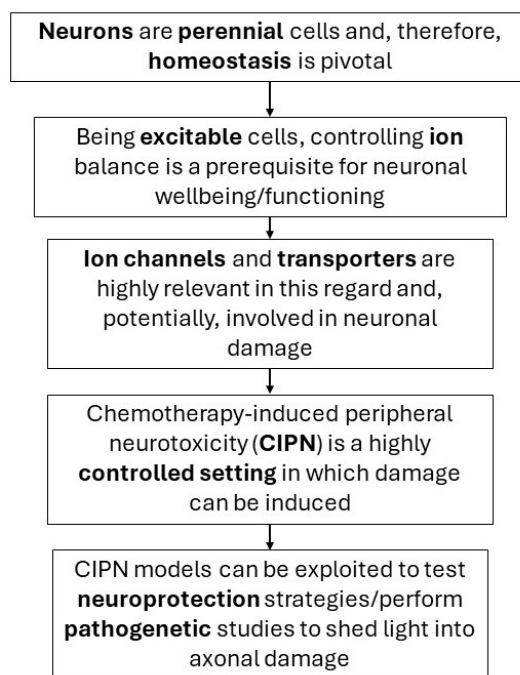 Neurons are perennial cells and, therefore,
homeostasis is pivotal
Being excitable cells, controlling ion
balance is a prerequisite for neuronal
wellbeing/functioning
Ion channels and transporters are
highly relevant in this regard and,
potentially, involved in neuronal
damage
Chemotherapy-induced peripheral
neurotoxicity (CIPN) is a highly
controlled setting in which damage
can be induced
CIPN models can be exploited to test
neuroprotection strategies/perform
pathogenetic studies to shed light into
axonal damage